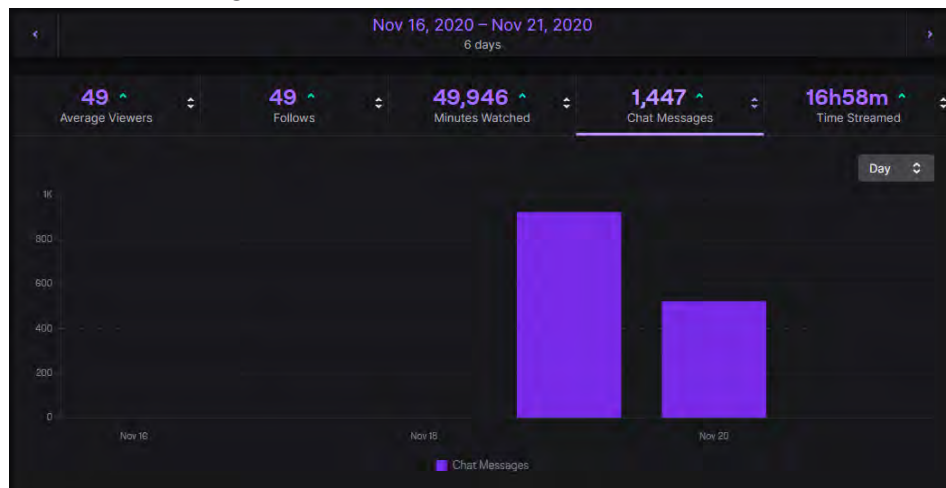 Nov 16, 2020 – Nov 21, 2020
6 days
49
Average Viewers
49
Follows
49,946
Minutes Watched
1,447
Chat Messages
16h58m
Time Streamed
Day
1K
800
600
400
200
0
Nov 16
Nov 18
Nov 20
Chat Messages